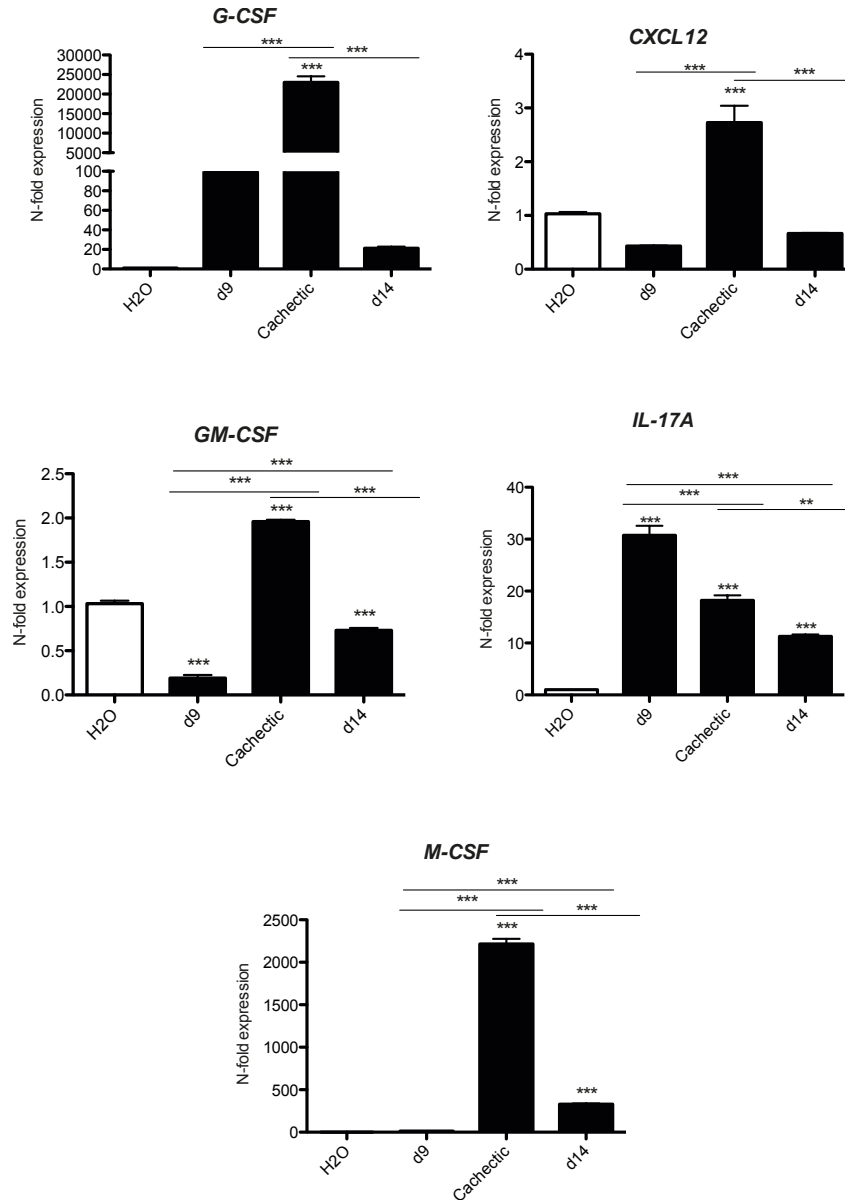 G-CSF
***
***
***
30000
25000
20000
15000
10000
5000
100
80
60
40
20
0
N-fold expression
H2O
d9
Cachectic
d14
CXCL12
***
***
***
4
3
2
1
0
N-fold expression
H2O
d9
Cachectic
d14
GM-CSF
***
***
***
***
***
***
2.5
2.0
1.5
1.0
0.5
0.0
N-fold expression
H2O
d9
Cachectic
d14
IL-17A
***
***
**
***
***
***
40
30
20
10
0
N-fold expression
H2O
d9
Cachectic
d14
M-CSF
***
***
***
***
***
2500
2000
1500
1000
500
0
N-fold expression
H2O
d9
Cachectic
d14